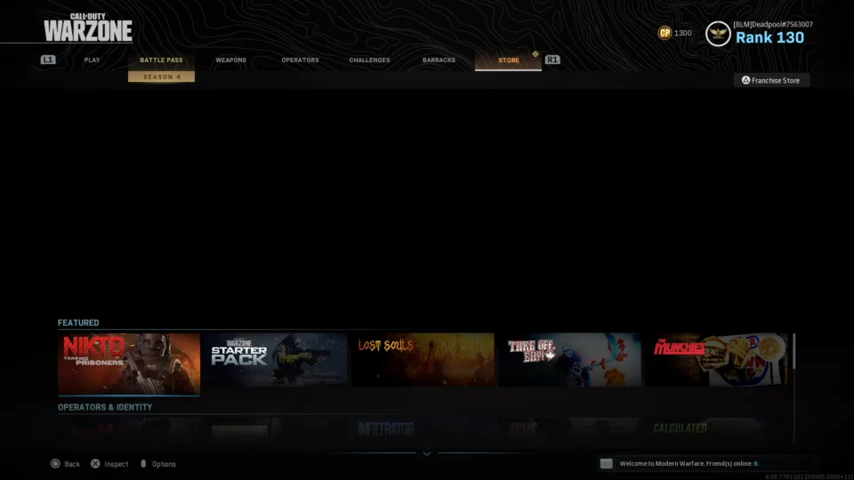 CALL OF DUTY
WARZONE
CP 1300
[BLM]Deadpool#7563007
Rank 130
L1
PLAY
BATTLE PASS
WEAPONS
OPERATORS
CHALLENGES
BARRACKS
STORE
R1
SEASON 4
Franchise Store
FEATURED
NIKTO
TAKE NO
PRISONERS
WARZONE
STARTER
PACK
LOST SOULS
TAKE OFF,
EH?!
THE
MUNCHIES
OPERATORS & IDENTITY
INFILTRATOR
CALCULATED
Back
Inspect
Options
Welcome to Modern Warfare. Friend(s) online: 6.